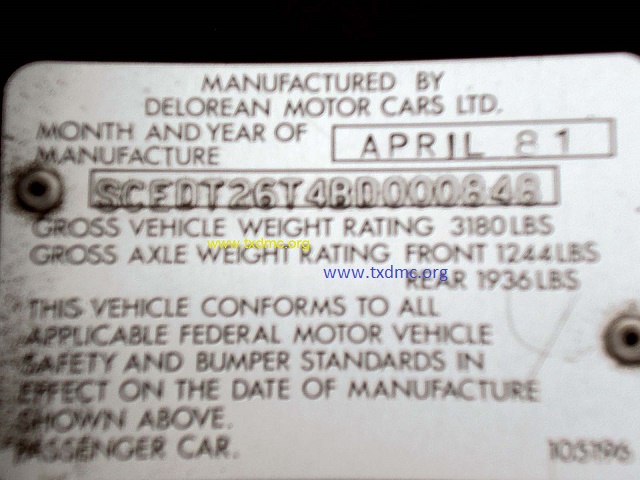 MANUFACTURED BY
DELOREAN MOTOR CARS LTD.
MONTH AND YEAR OF
MANUFACTURE
APRIL 81
SCEDT26T4BD000848
GROSS VEHICLE WEIGHT RATING 3180 LBS
www.txdmc.org
GROSS AXLE WEIGHT RATING FRONT 1244 LBS
www.txdmc.org
REAR 1936 LBS
THIS VEHICLE CONFORMS TO ALL
APPLICABLE FEDERAL MOTOR VEHICLE
SAFETY AND BUMPER STANDARDS IN
EFFECT ON THE DATE OF MANUFACTURE
SHOWN ABOVE.
PASSENGER CAR.
105196